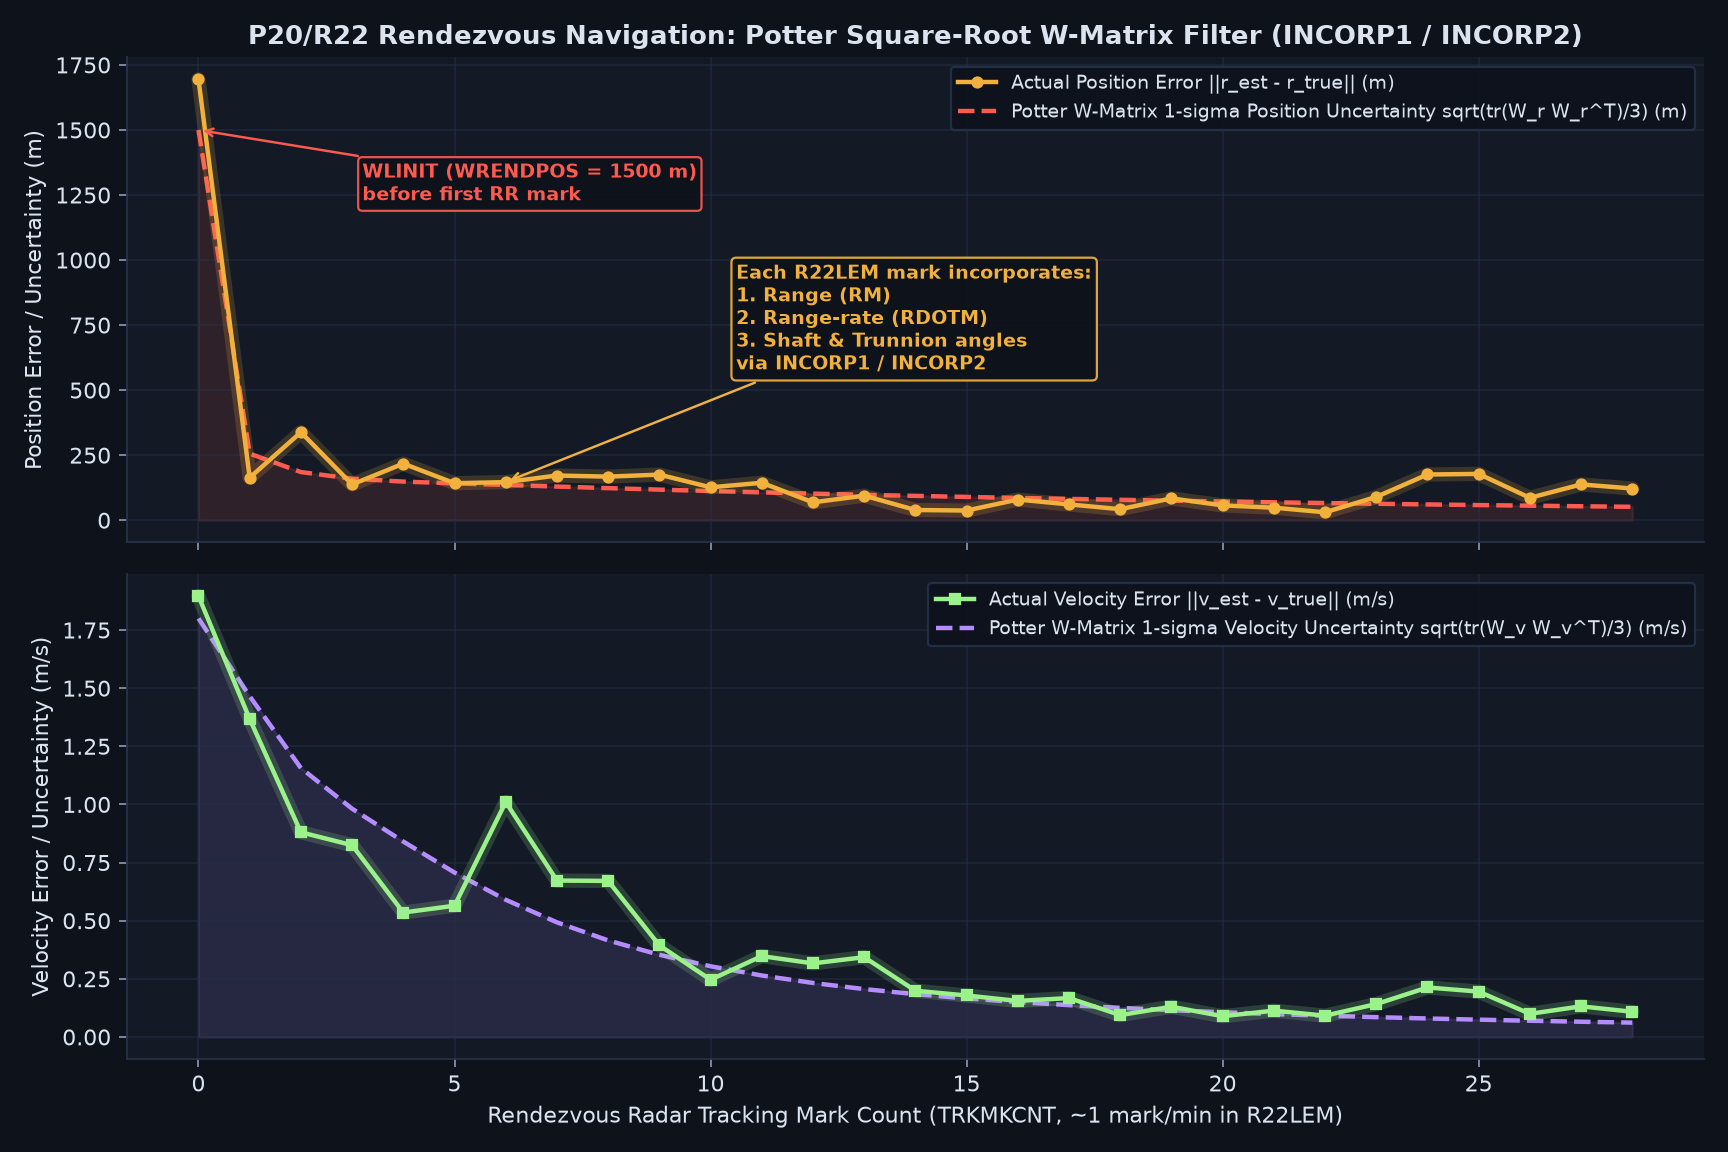 P20/R22 Rendezvous Navigation: Potter Square-Root W-Matrix Filter (INCORP1 / INCORP2)
Position Error / Uncertainty (m)
1750
1500
1250
1000
750
500
250
0
Actual Position Error ||r_est - r_true|| (m)
Potter W-Matrix 1-sigma Position Uncertainty sqrt(tr(W_r W_r^T)/3) (m)
WLINIT (WRENDPOS = 1500 m)
before first RR mark
Each R22LEM mark incorporates:
1. Range (RM)
2. Range-rate (RDOTM)
3. Shaft & Trunnion angles
via INCORP1 / INCORP2
Velocity Error / Uncertainty (m/s)
1.75
1.50
1.25
1.00
0.75
0.50
0.25
0.00
Actual Velocity Error ||v_est - v_true|| (m/s)
Potter W-Matrix 1-sigma Velocity Uncertainty sqrt(tr(W_v W_v^T)/3) (m/s)
0 5 10 15 20 25
Rendezvous Radar Tracking Mark Count (TRKMKCNT, ~1 mark/min in R22LEM)